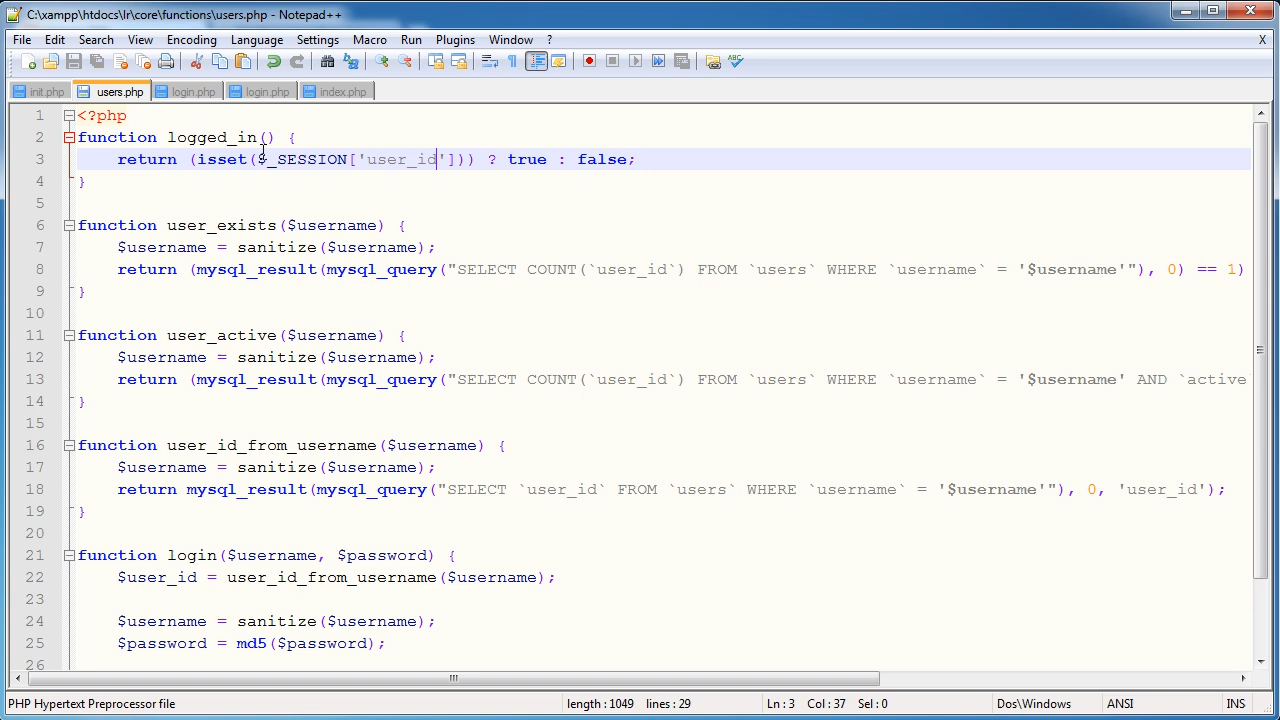 C:\xampp\htdocs\lr\core\functions\users.php - Notepad++
File Edit Search View Encoding Language Settings Macro Run Plugins Window ? X
init.php users.php login.php login.php index.php
1 <?php
2 function logged_in() {
3 return (isset($_SESSION['user_id'])) ? true : false;
4 }
5
6 function user_exists($username) {
7 $username = sanitize($username);
8 return (mysql_result(mysql_query("SELECT COUNT(`user_id`) FROM `users` WHERE `username` = '$username'"), 0) == 1)
9 }
10
11 function user_active($username) {
12 $username = sanitize($username);
13 return (mysql_result(mysql_query("SELECT COUNT(`user_id`) FROM `users` WHERE `username` = '$username' AND `active`
14 }
15
16 function user_id_from_username($username) {
17 $username = sanitize($username);
18 return mysql_result(mysql_query("SELECT `user_id` FROM `users` WHERE `username` = '$username'"), 0, 'user_id');
19 }
20
21 function login($username, $password) {
22 $user_id = user_id_from_username($username);
23
24 $username = sanitize($username);
25 $password = md5($password);
26
PHP Hypertext Preprocessor file length : 1049 lines : 29 Ln : 3 Col : 37 Sel : 0 Dos\Windows ANSI INS